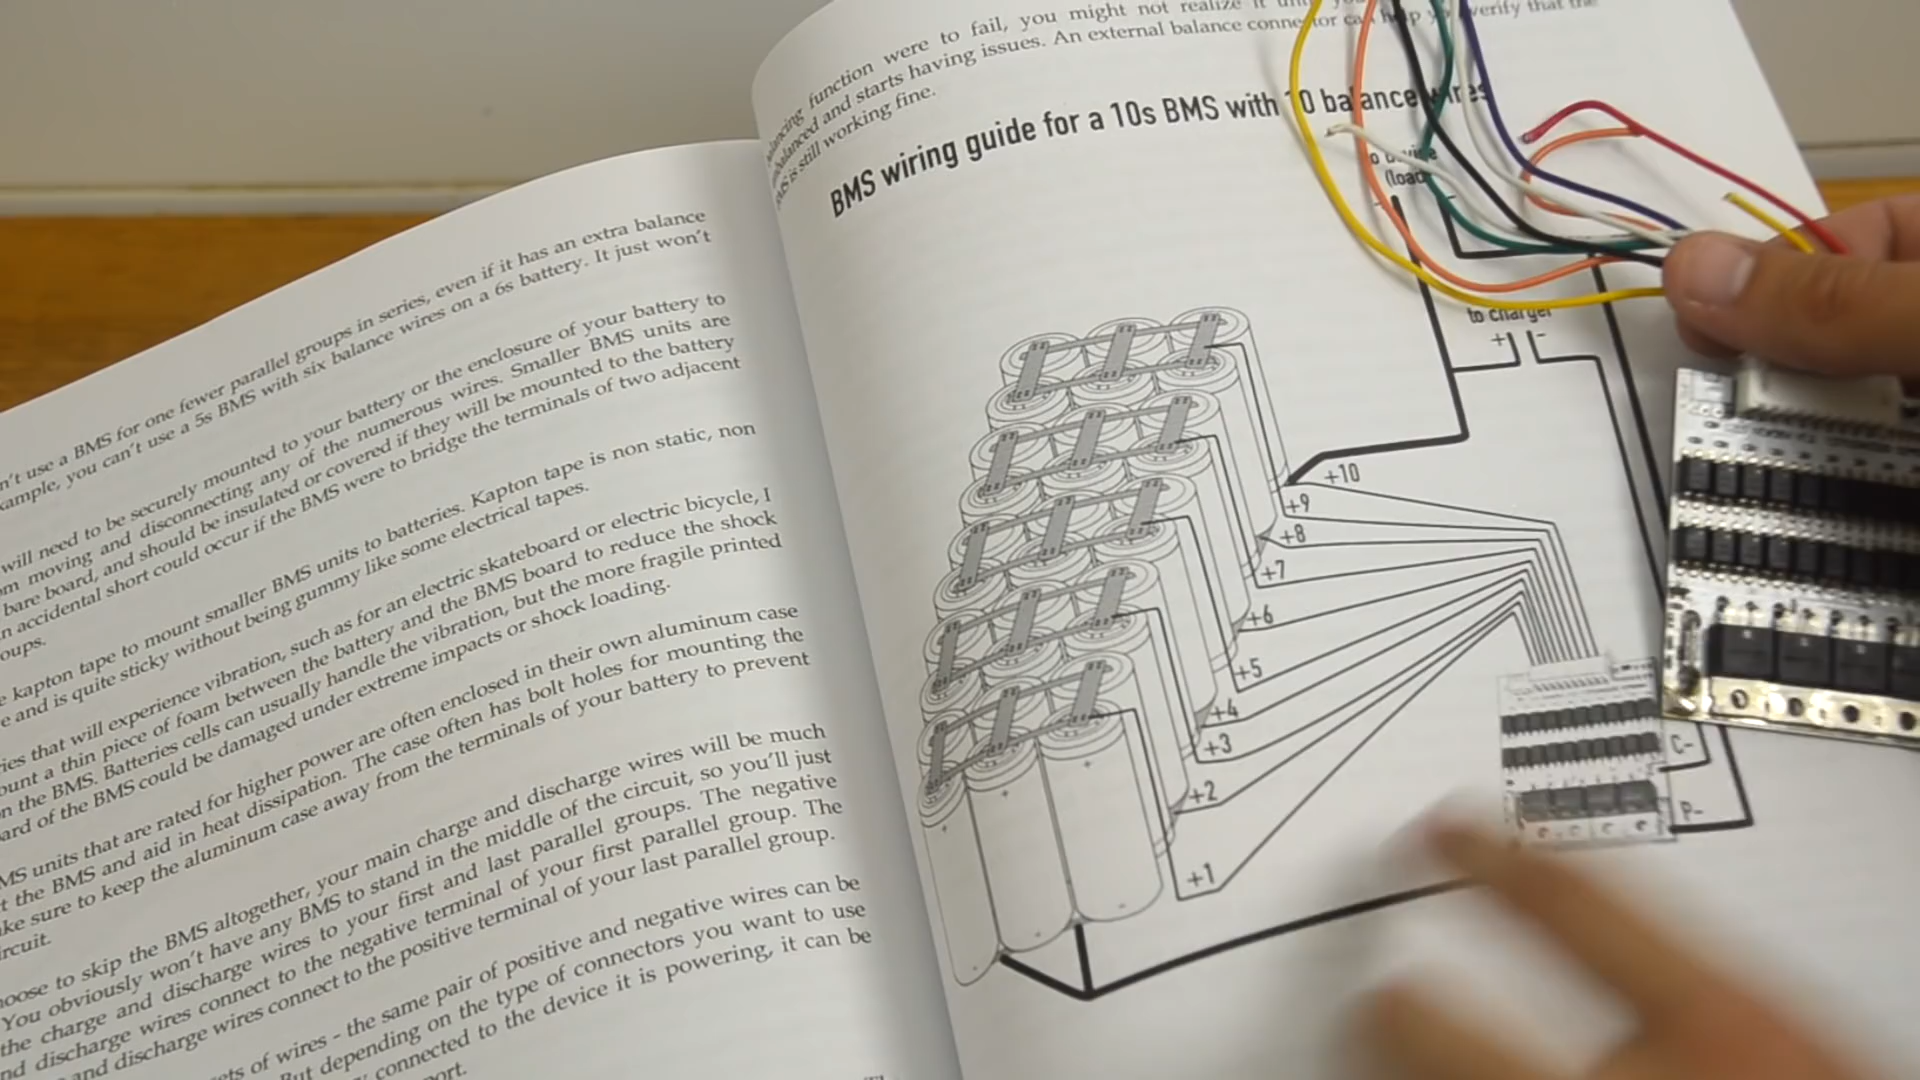 n't use a BMS for one fewer parallel groups in series, even if it has an extra balance
xample, you can't use a 5s BMS with six balance wires on a 6s battery. It just won't
will need to be securely mounted to your battery or the enclosure of your battery to
m moving and disconnecting any of the numerous wires. Smaller BMS units are
bare board, and should be insulated or covered if they will be mounted to the battery
n accidental short could occur if the BMS were to bridge the terminals of two adjacent
oups.
e kapton tape to mount smaller BMS units to batteries. Kapton tape is non static, non
e and is quite sticky without being gummy like some electrical tapes.
ies that will experience vibration, such as for an electric skateboard or electric bicycle, I
ount a thin piece of foam between the battery and the BMS board to reduce the shock
n the BMS. Batteries cells can usually handle the vibration, but the more fragile printed
ard of the BMS could be damaged under extreme impacts or shock loading.
MS units that are rated for higher power are often enclosed in their own aluminum case
t the BMS and aid in heat dissipation. The case often has bolt holes for mounting the
ke sure to keep the aluminum case away from the terminals of your battery to prevent
ircuit.
oose to skip the BMS altogether, your main charge and discharge wires will be much
You obviously won't have any BMS to stand in the middle of the circuit, so you'll just
the charge and discharge wires to your first and last parallel groups. The negative
nd discharge wires connect to the negative terminal of your first parallel group. The
and discharge wires connect to the positive terminal of your last parallel group.
ets of wires - the same pair of positive and negative wires can be
But depending on the type of connectors you want to use
connected to the device it is powering, it can be
ort.
function were to fail, you might not realize it
balanced and starts having issues. An external balance connector can help verify that the
BMS is still working fine.
BMS wiring guide for a 10s BMS with 10 balance wires
(load
to charger
+ -
+10
+9
+8
+7
+6
+5
+4
+3
+2
+1
C-
P-